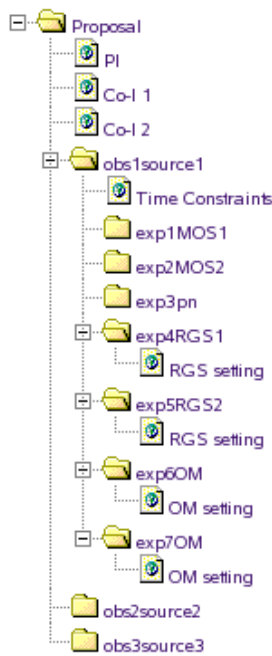 Proposal
PI
Co-I 1
Co-I 2
obs1source1
Time Constraints
exp1MOS1
exp2MOS2
exp3pn
exp4RGS1
RGS setting
exp5RGS2
RGS setting
exp6OM
OM setting
exp7OM
OM setting
obs2source2
obs3source3